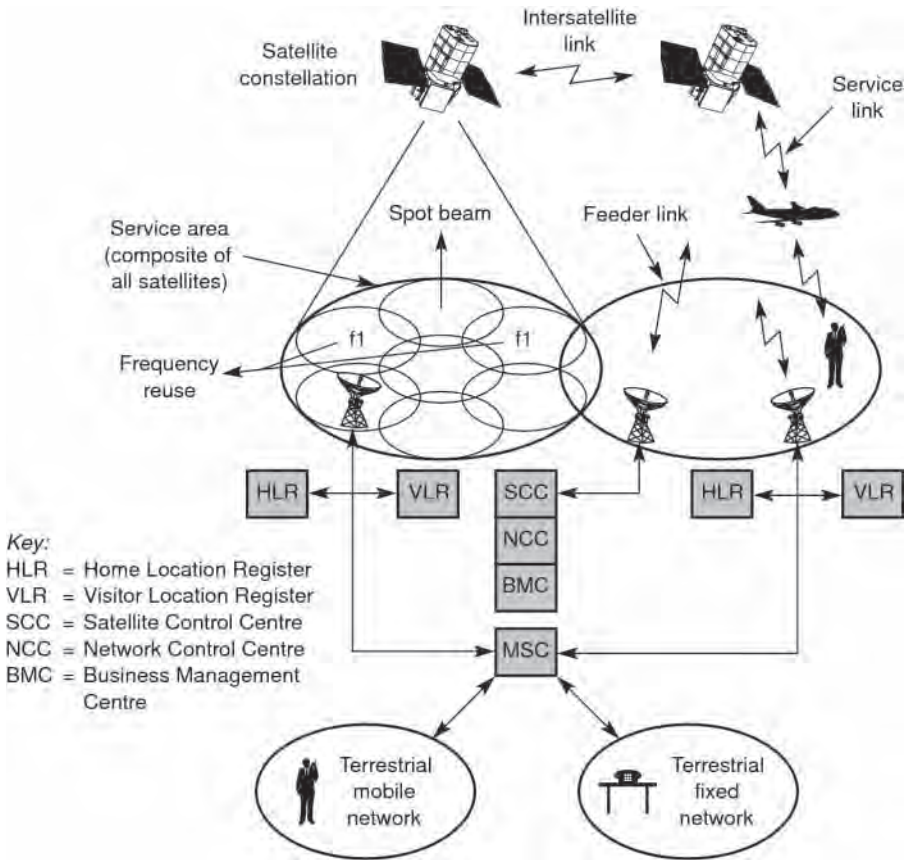 Satellite
constellation
Intersatellite
link
Service
link
Service area
(composite of
all satellites)
Spot beam
Feeder link
f1
f1
Frequency
reuse
HLR
VLR
SCC
HLR
VLR
NCC
BMC
MSC
Key:
HLR = Home Location Register
VLR = Visitor Location Register
SCC = Satellite Control Centre
NCC = Network Control Centre
BMC = Business Management
Centre
Terrestrial
mobile
network
Terrestrial
fixed
network